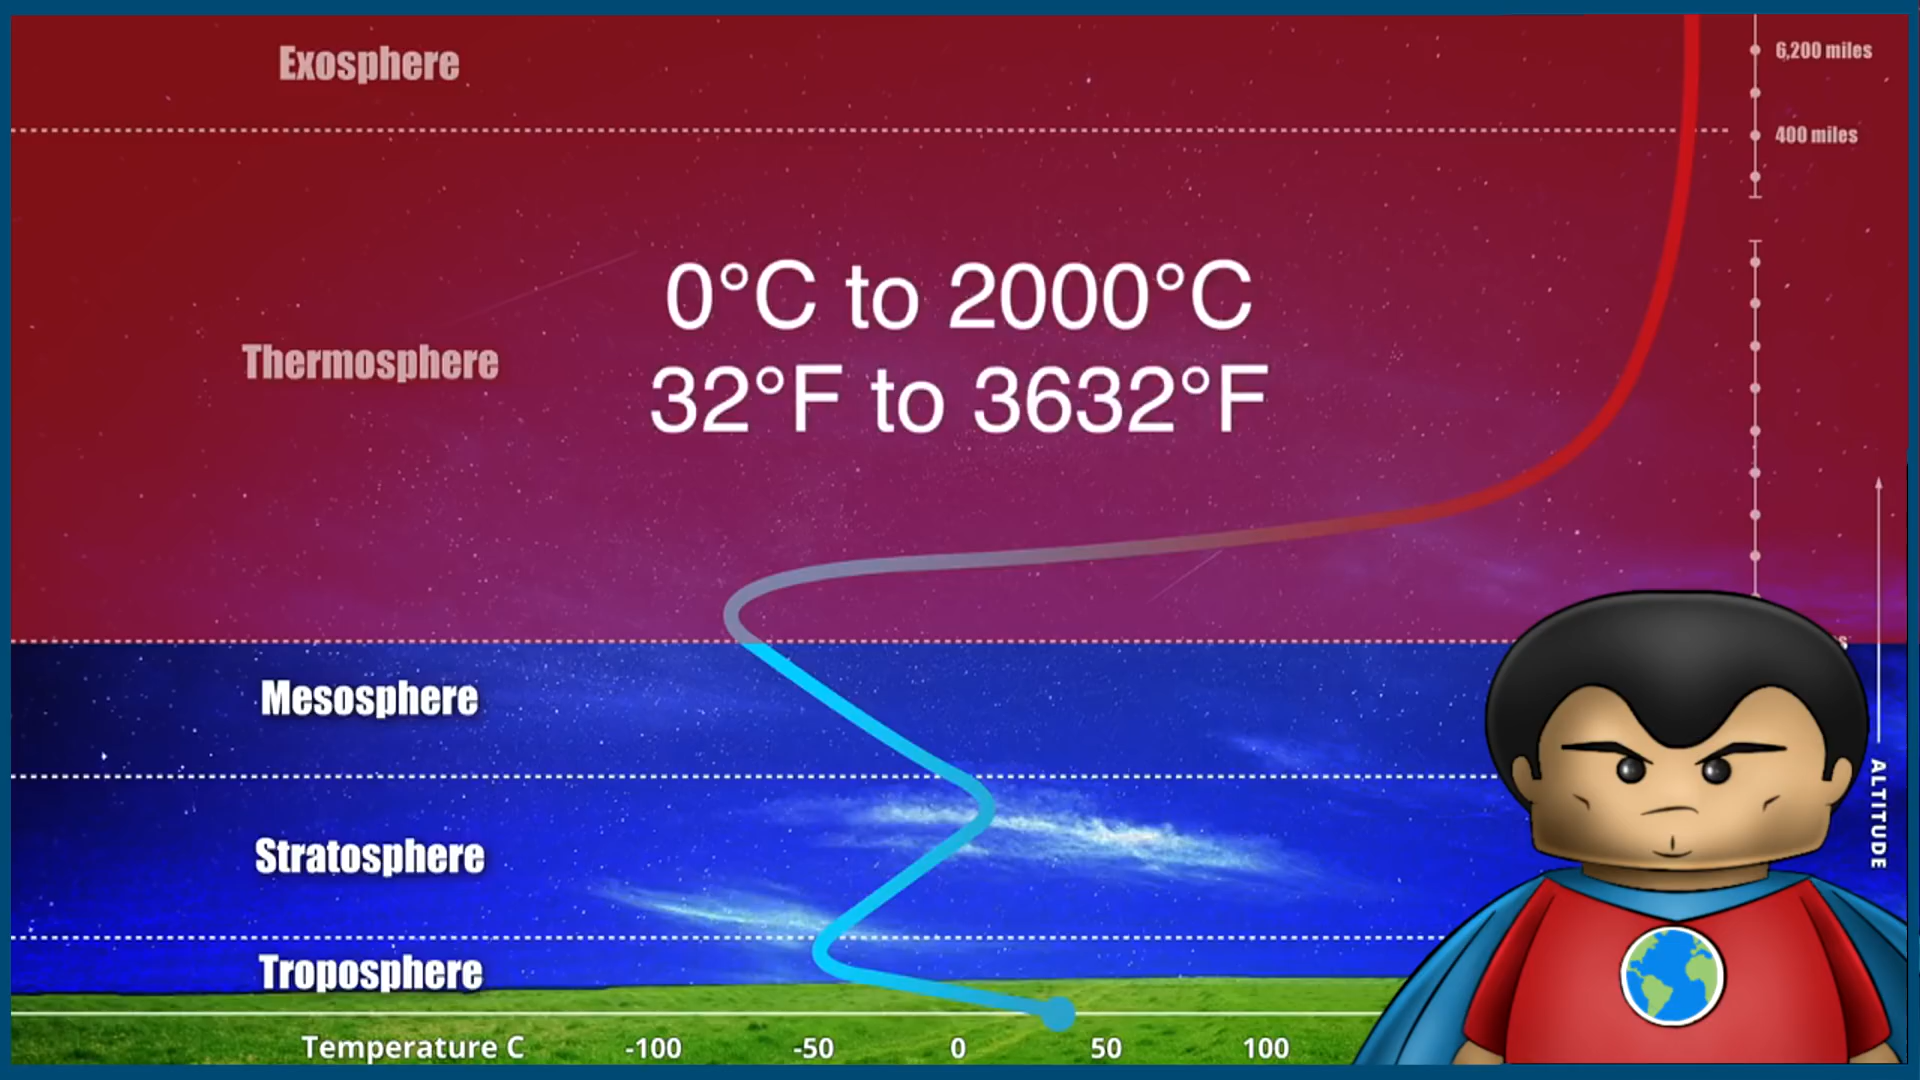 Exosphere
6,200 miles
400 miles
0°C to 2000°C
Thermosphere
32°F to 3632°F
Mesosphere
Stratosphere
ALTITUDE
Troposphere
Temperature C -100 -50 0 50 100